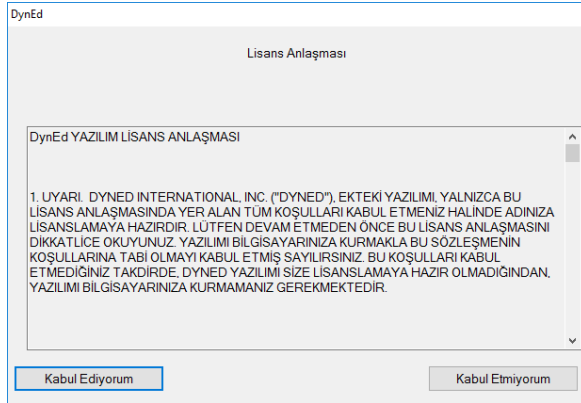 DynEd
Lisans Anlaşması
DynEd YAZILIM LİSANS ANLAŞMASI
1. UYARI.  DYNED INTERNATIONAL, INC. ("DYNED"), EKTEKİ YAZILIMI, YALNIZCA BU
LİSANS ANLAŞMASINDA YER ALAN TÜM KOŞULLARI KABUL ETMENİZ HALİNDE ADINIZA
LİSANSLAMAYA HAZIRDIR. LÜTFEN DEVAM ETMEDEN ÖNCE BU LİSANS ANLAŞMASINI
DİKKATLİCE OKUYUNUZ. YAZILIMI BİLGİSAYARINIZA KURMAKLA BU SÖZLEŞMENİN
KOŞULLARINA TABİ OLMAYI KABUL ETMİŞ SAYILIRSINIZ. BU KOŞULLARI KABUL
ETMEDİĞİNİZ TAKDİRDE, DYNED YAZILIMI SİZE LİSANSLAMAYA HAZIR OLMADIĞINDAN,
YAZILIMI BİLGİSAYARINIZA KURMAMANIZ GEREKMEKTEDİR.
Kabul Ediyorum
Kabul Etmiyorum